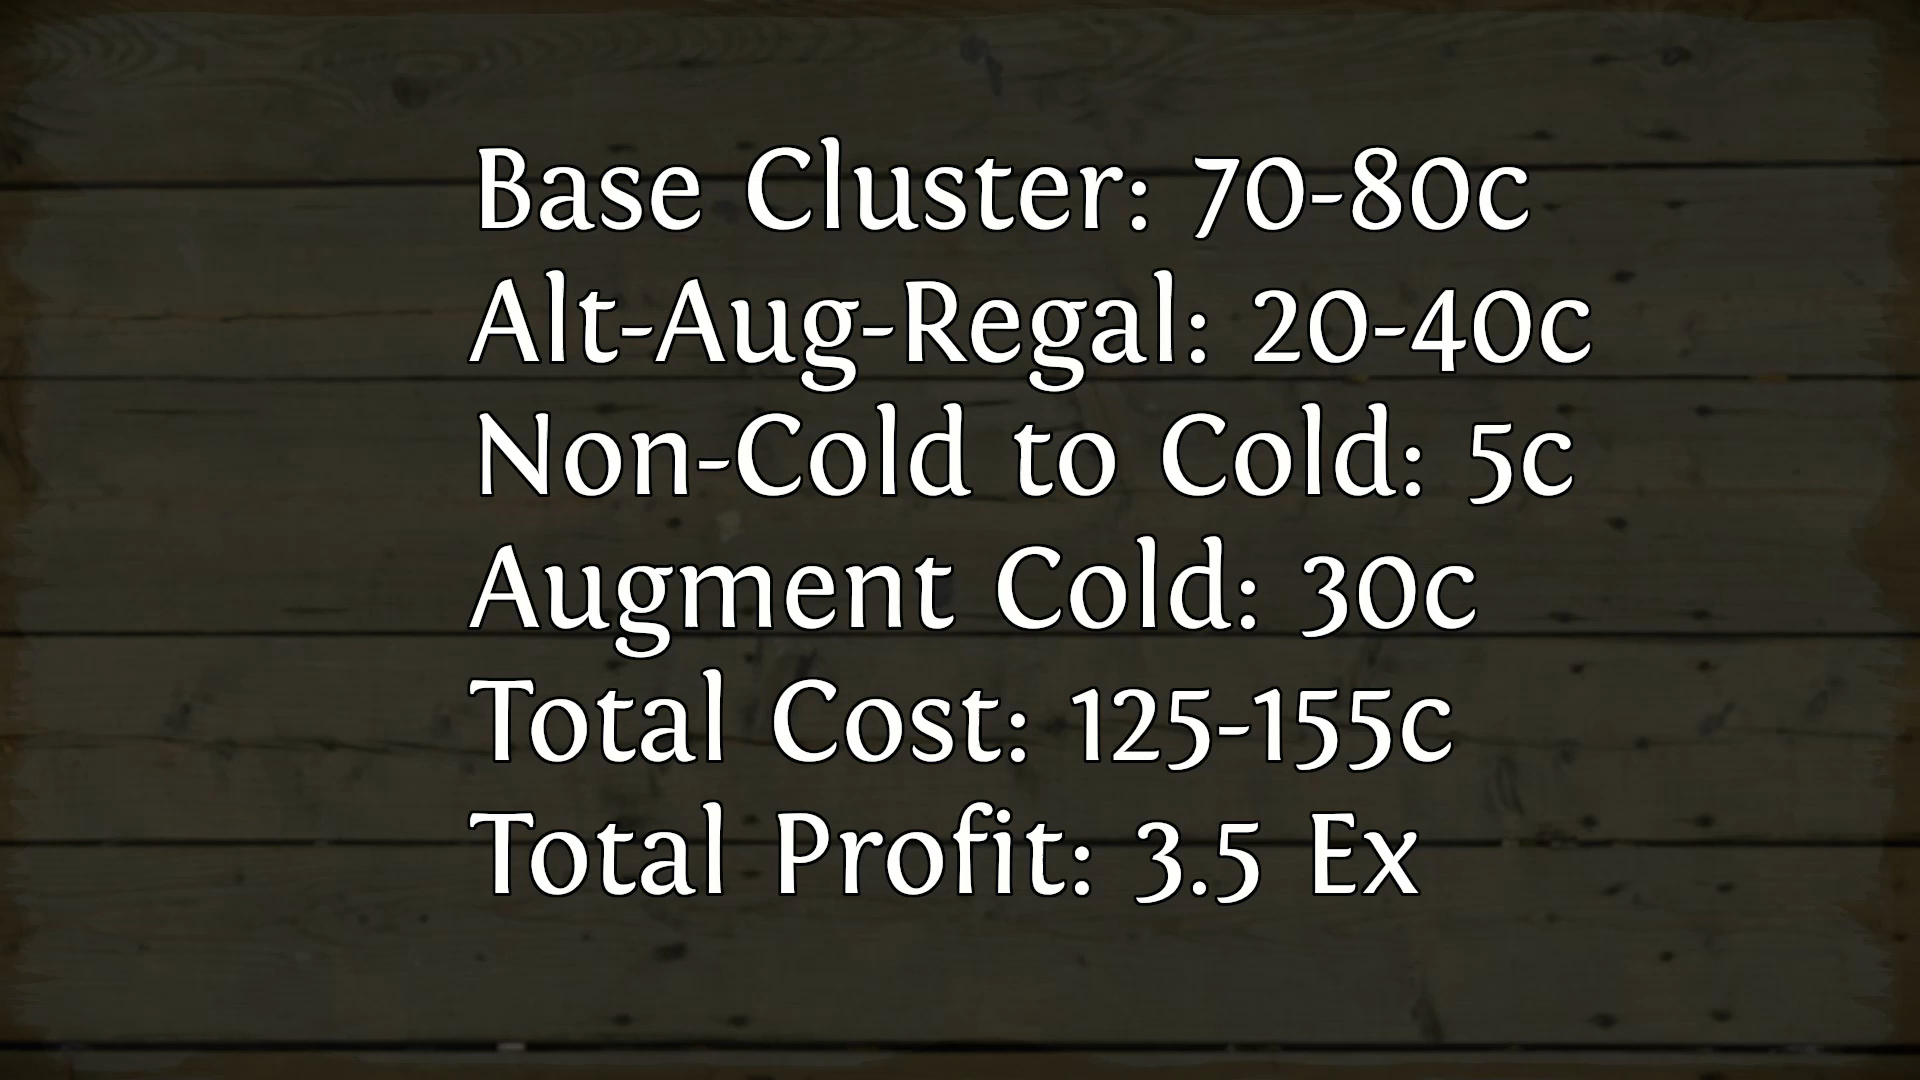 Base Cluster: 70-80c
Alt-Aug-Regal: 20-40c
Non-Cold to Cold: 5c
Augment Cold: 30c
Total Cost: 125-155c
Total Profit: 3.5 Ex